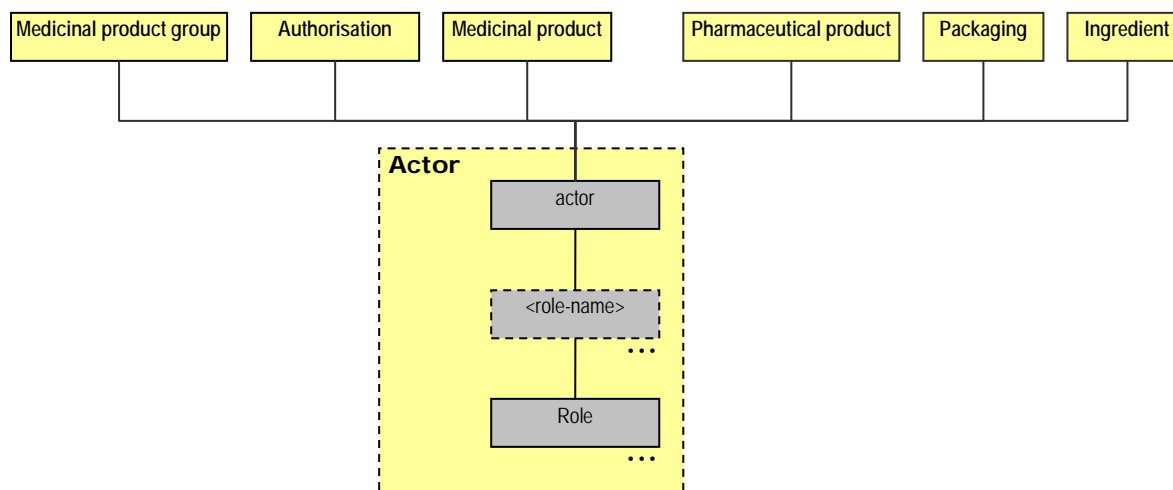 Medicinal product group
Authorisation
Medicinal product
Pharmaceutical product
Packaging
Ingredient
Actor
actor
<role-name>
...
Role
...